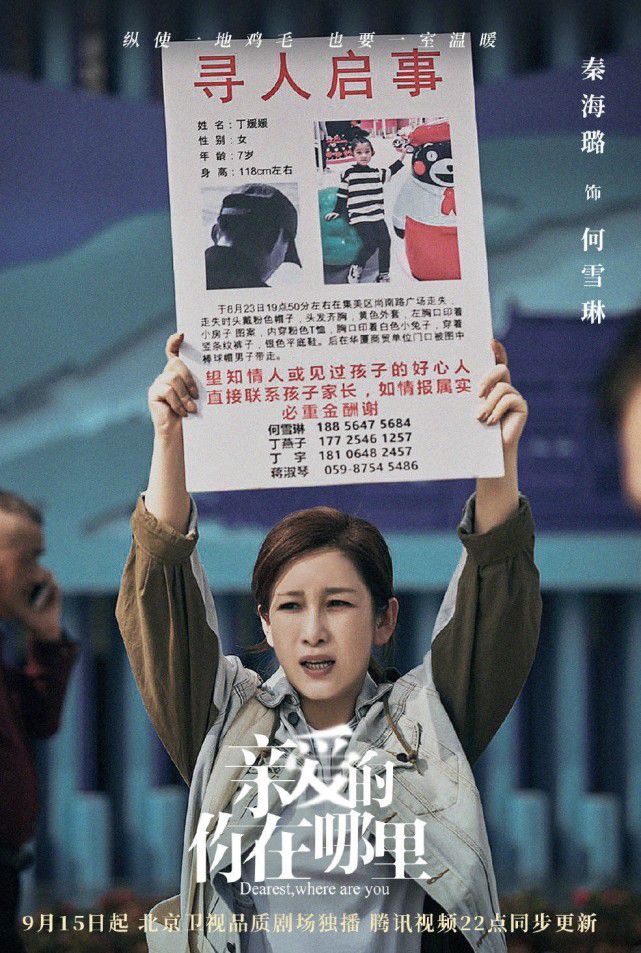 纵使一地鸡毛 也要一室温暖
秦海璐 饰 何雪琳
寻人启事
姓名：丁媛媛
性别：女
年龄：7岁
身高：118cm左右
于8月23日19点50分左右在集美区尚南路广场走失，
走失时头戴粉色帽子，头发齐胸，黄色外套，左胸口印着
小房子图案，内穿粉色T恤，胸口印着白色小兔子，穿着
竖条纹裤子，银色平底鞋。后在华厦商贸单位门口被图中
棒球帽男子带走。
望知情人或见过孩子的好心人
直接联系孩子家长，如情报属实
必重金酬谢
何雪琳 188 5647 5684
丁燕子 177 2546 1257
丁宇 181 0648 2457
蒋淑琴 059-8754 5486
亲爱的
你在哪里
Dearest,where are you
9月15日起 北京卫视品质剧场独播 腾讯视频22点同步更新